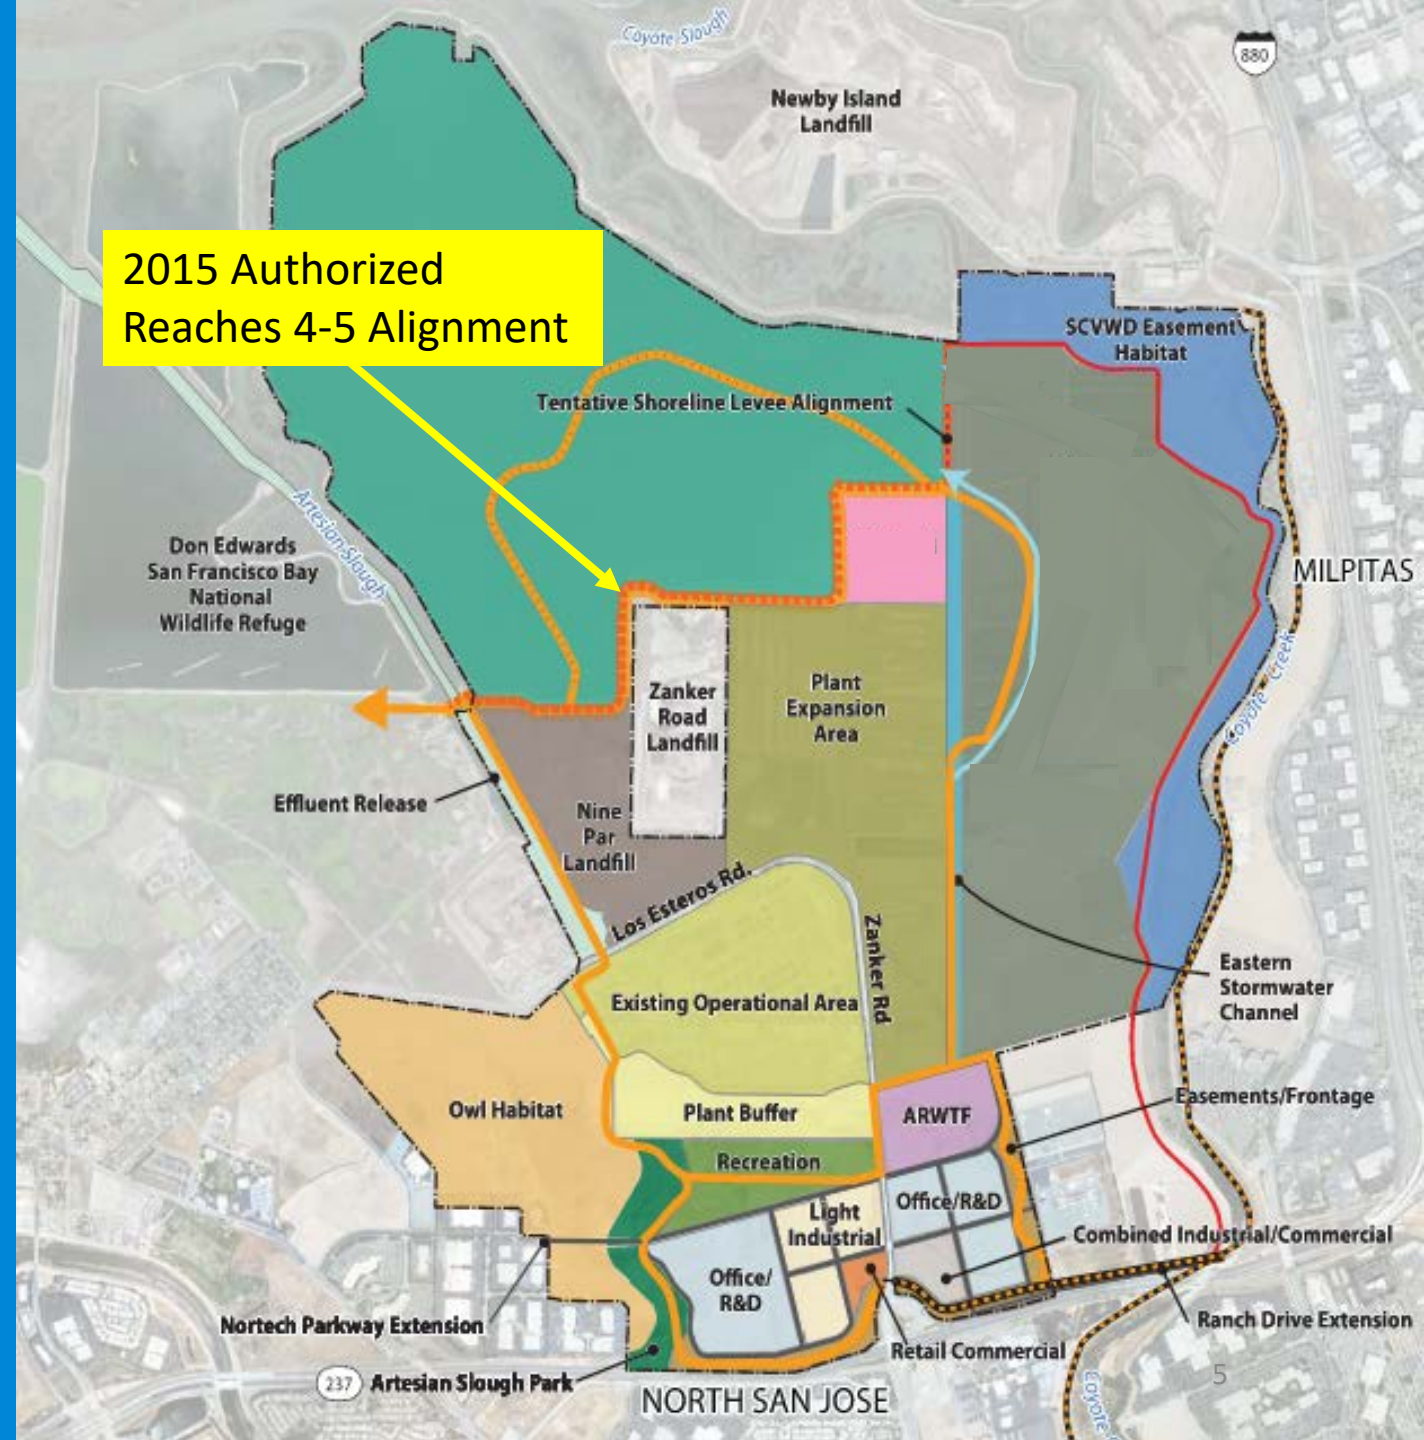 Coyote Slough
880
Newby Island
Landfill
2015 Authorized
Reaches 4-5 Alignment
SCVWD Easement
Habitat
Tentative Shoreline Levee Alignment
Artesian Slough
Don Edwards
San Francisco Bay
National
Wildlife Refuge
MILPITAS
Coyote Creek
Zanker
Road
Landfill
Plant
Expansion
Area
Effluent Release
Nine
Par
Landfill
Los Esteros Rd.
Zanker Rd
Existing Operational Area
Eastern
Stormwater
Channel
Owl Habitat
Plant Buffer
ARWTF
Easements/Frontage
Recreation
Light
Industrial
Office/R&D
Combined Industrial/Commercial
Office/
R&D
Nortech Parkway Extension
Ranch Drive Extension
Retail Commercial
237
Artesian Slough Park
NORTH SAN JOSE
5
Coyote